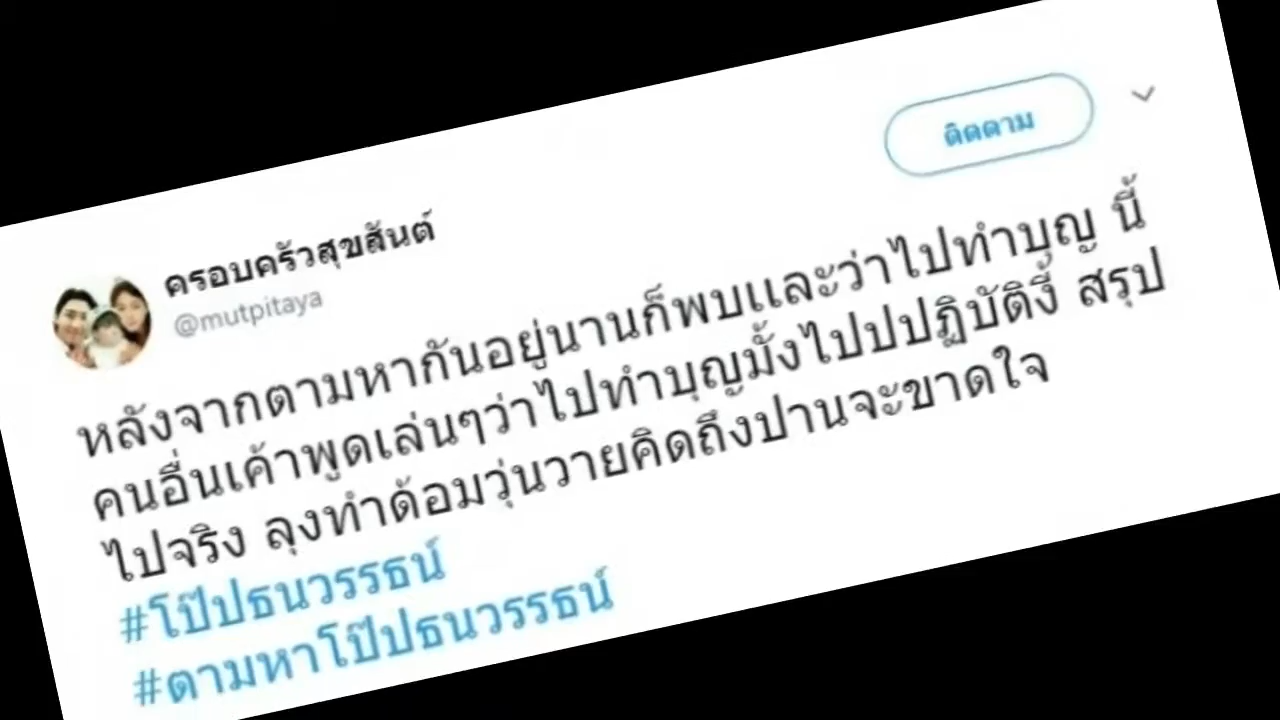 ติดตาม
ครอบครัวสุขสันต์
@mutpitaya
หลังจากตามหากันอยู่นานก็พบและว่าไปทำบุญ นี้
คนอื่นเค้าพูดเล่นๆว่าไปทำบุญมั้งไปปปฏิบัติงี้ สรุป
ไปจริง ลุงทำด้อมวุ่นวายคิดถึงปานจะขาดใจ
#โป๊ปธนวรรธน์
#ตามหาโป๊ปธนวรรธน์